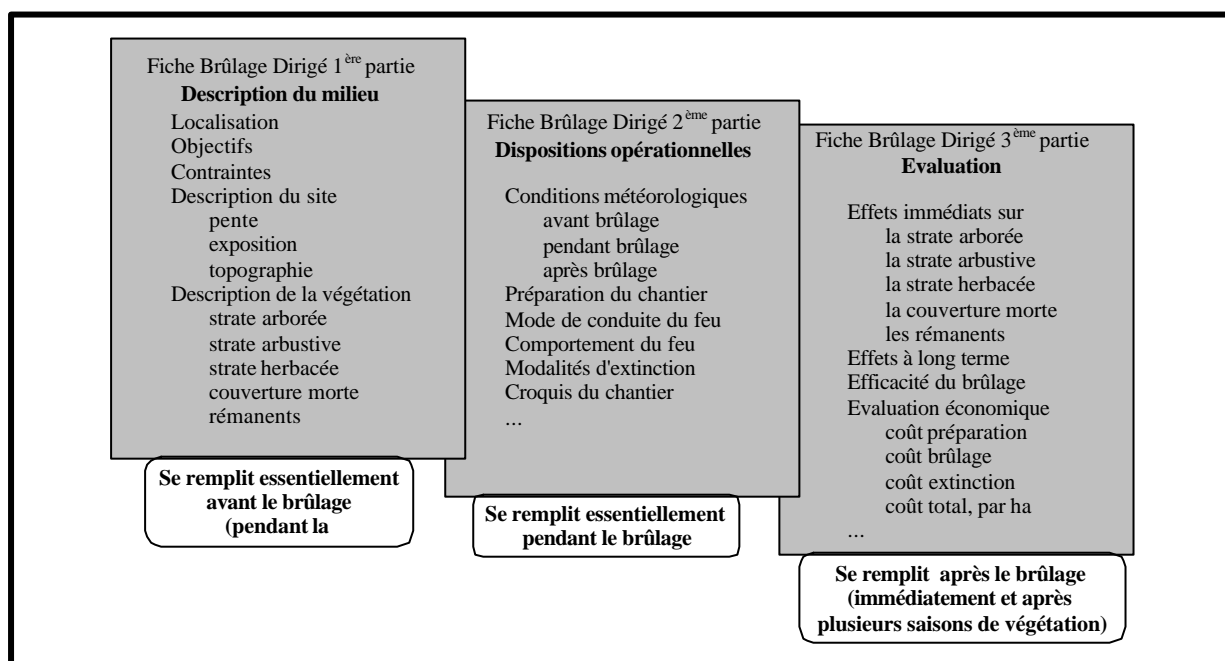 Fiche Brûlage Dirigé 1ère partie
Description du milieu
Localisation
Objectifs
Contraintes
Description du site
pente
exposition
topographie
Description de la végétation
strate arborée
strate arbustive
strate herbacée
couverture morte
rémanents
Se remplit essentiellement
avant le brûlage
(pendant la
Fiche Brûlage Dirigé 2ème partie
Dispositions opérationnelles
Conditions météorologiques
avant brûlage
pendant brûlage
après brûlage
Préparation du chantier
Mode de conduite du feu
Comportement du feu
Modalités d'extinction
Croquis du chantier
...
Se remplit essentiellement
pendant le brûlage
Fiche Brûlage Dirigé 3ème partie
Evaluation
Effets immédiats sur
la strate arborée
la strate arbustive
la strate herbacée
la couverture morte
les rémanents
Effets à long terme
Efficacité du brûlage
Evaluation économique
coût préparation
coût brûlage
coût extinction
coût total, par ha
...
Se remplit après le brûlage
(immédiatement et après
plusieurs saisons de végétation)